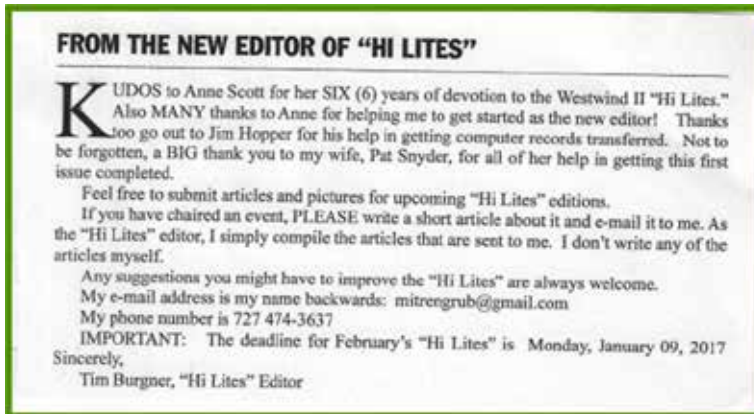 FROM THE NEW EDITOR OF “HI LITES”
KUDOS to Anne Scott for her SIX (6) years of devotion to the Westwind II “Hi Lites.”
Also MANY thanks to Anne for helping me to get started as the new editor! Thanks
too go out to Jim Hopper for his help in getting computer records transferred. Not to
be forgotten, a BIG thank you to my wife, Pat Snyder, for all of her help in getting this first
issue completed.
Feel free to submit articles and pictures for upcoming “Hi Lites” editions.
If you have chaired an event, PLEASE write a short article about it and e-mail it to me. As
the “Hi Lites” editor, I simply compile the articles that are sent to me. I don’t write any of the
articles myself.
Any suggestions you might have to improve the “Hi Lites” are always welcome.
My e-mail address is my name backwards: mitrengrub@gmail.com
My phone number is 727 474-3637
IMPORTANT: The deadline for February’s “Hi Lites” is Monday, January 09, 2017
Sincerely,
Tim Burgner, “Hi Lites” Editor